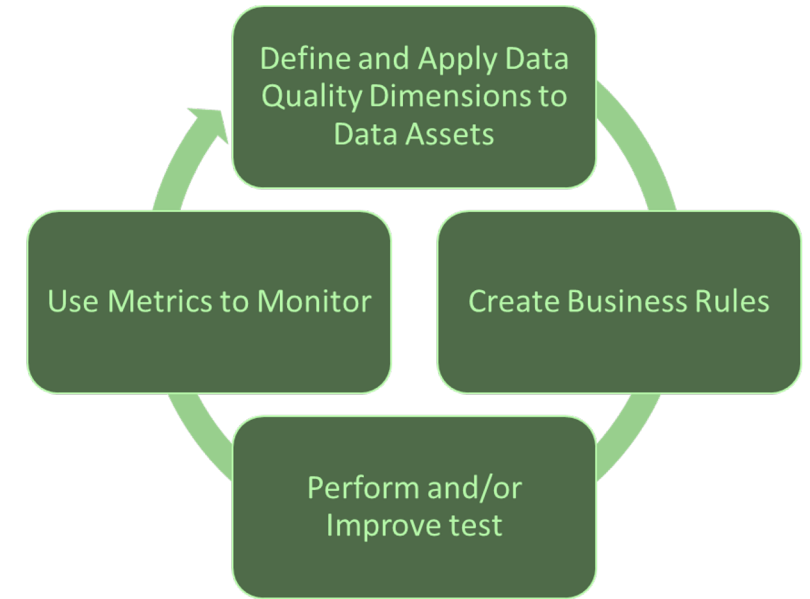 Define and Apply Data
Quality Dimensions to
Data Assets
Use Metrics to Monitor
Create Business Rules
Perform and/or
Improve test